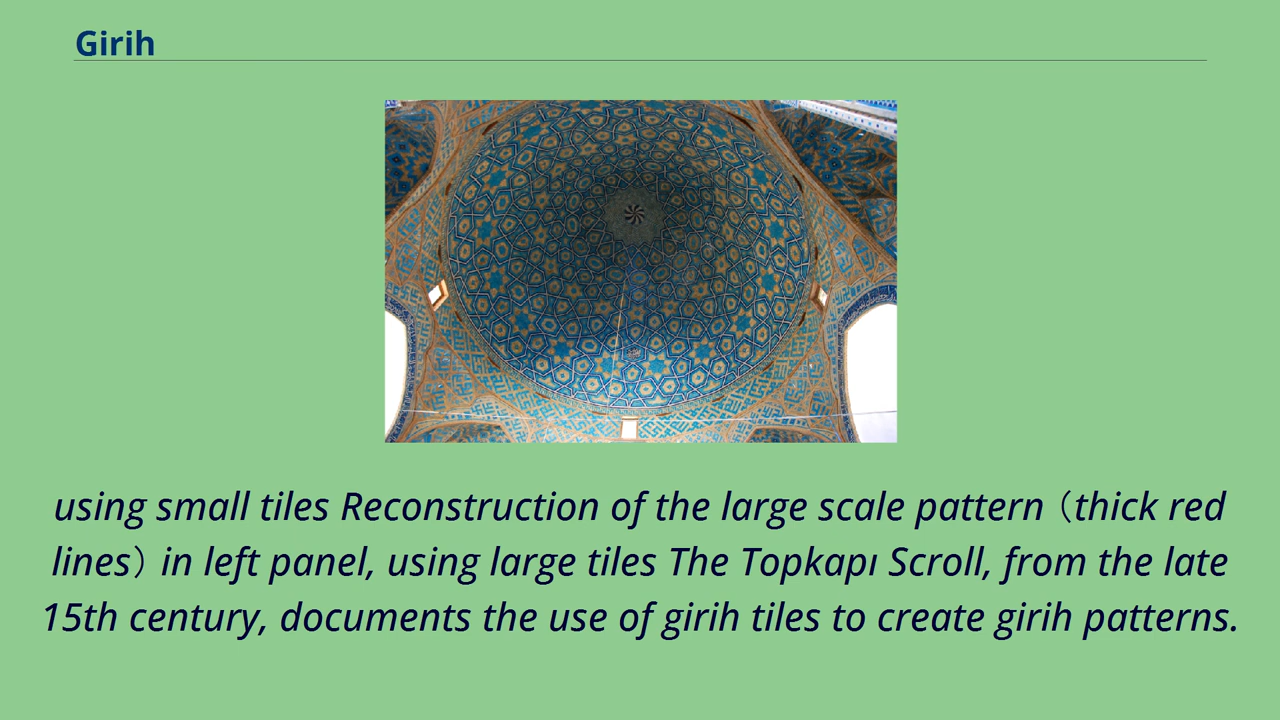 Girih
using small tiles Reconstruction of the large scale pattern（thick red
lines）in left panel, using large tiles The Topkapı Scroll, from the late
15th century, documents the use of girih tiles to create girih patterns.